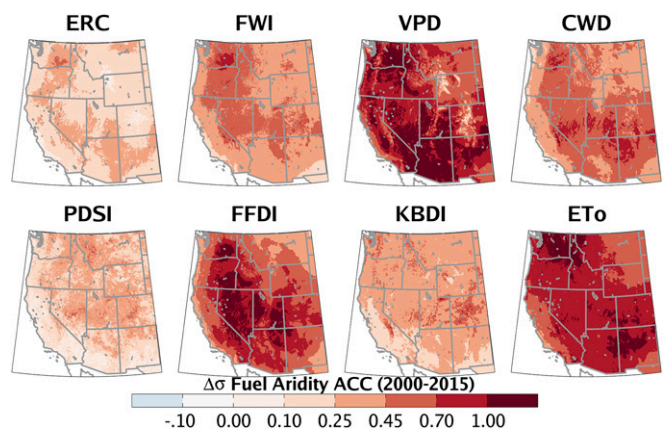 ERC FWI VPD CWD
PDSI FFDI KBDI ETo
Δσ Fuel Aridity ACC (2000-2015)
-.10 0.00 0.10 0.25 0.45 0.70 1.00